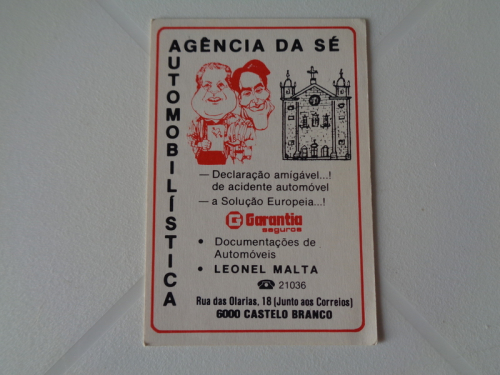 AGÊNCIA DA SÉ
AUTOMOBILÍSTICA
— Declaração amigável...!
de acidente automóvel
— a Solução Europeia...!
G Garantia
seguros
• Documentações de
Automóveis
• LEONEL MALTA
☎ 21036
Rua das Olarias, 18 (Junto aos Correios)
6000 CASTELO BRANCO